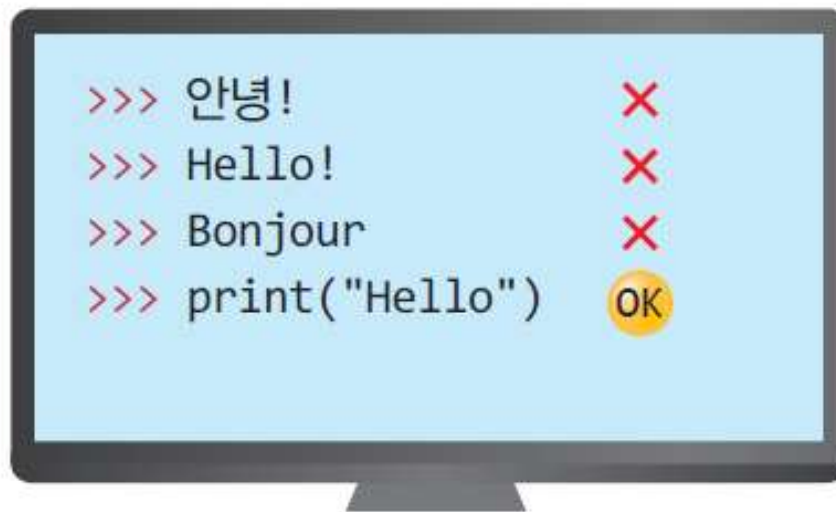 >>> 안녕! ×
>>> Hello! ×
>>> Bonjour ×
>>> print("Hello") OK